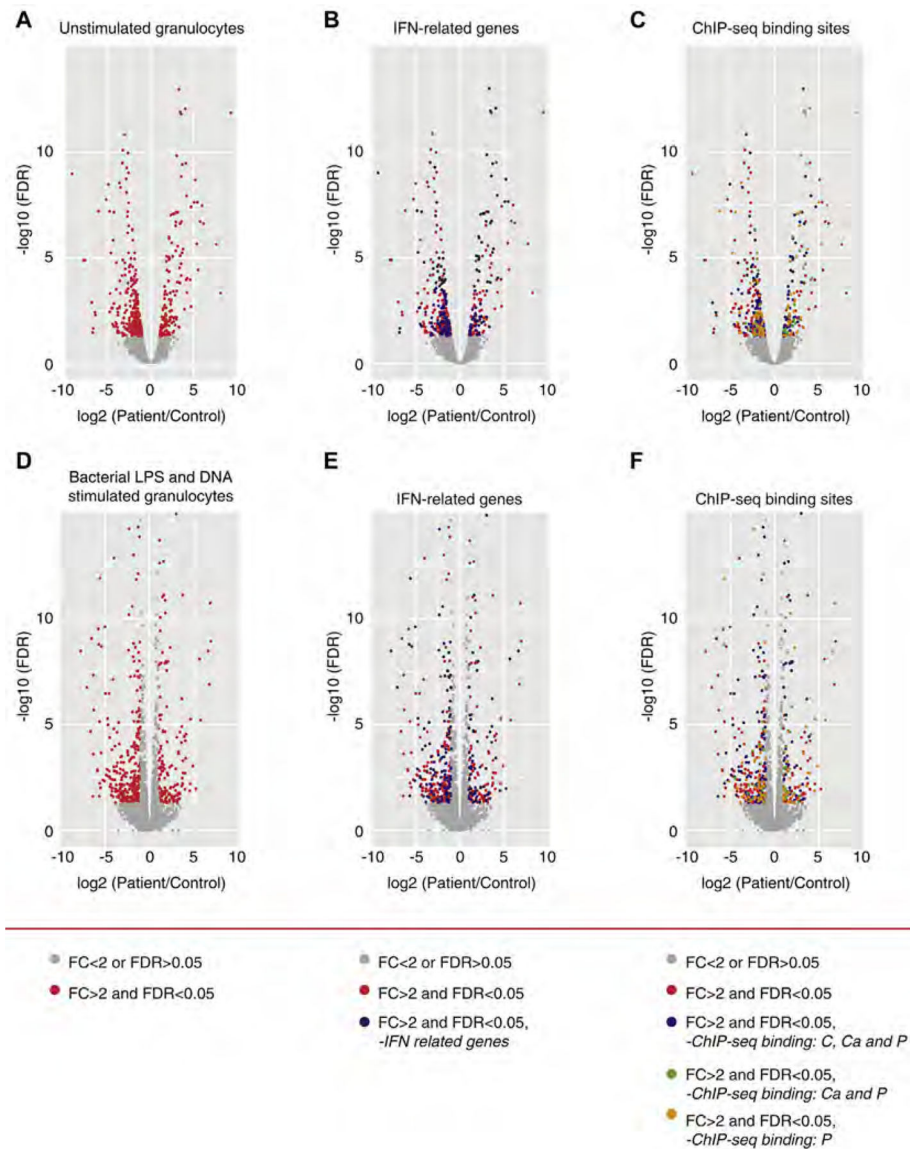 A
Unstimulated granulocytes
-log10 (FDR)
10
5
0
-10
-5
0
5
10
log2 (Patient/Control)
B
IFN-related genes
-log10 (FDR)
10
5
0
-10
-5
0
5
10
log2 (Patient/Control)
C
ChIP-seq binding sites
-log10 (FDR)
10
5
0
-10
-5
0
5
10
log2 (Patient/Control)
D
Bacterial LPS and DNA
stimulated granulocytes
-log10 (FDR)
10
5
0
-10
-5
0
5
10
log2 (Patient/Control)
E
IFN-related genes
-log10 (FDR)
10
5
0
-10
-5
0
5
10
log2 (Patient/Control)
F
ChIP-seq binding sites
-log10 (FDR)
10
5
0
-10
-5
0
5
10
log2 (Patient/Control)
FC<2 or FDR>0.05
FC>2 and FDR<0.05
FC<2 or FDR>0.05
FC>2 and FDR<0.05
FC>2 and FDR<0.05,
-IFN related genes
FC<2 or FDR>0.05
FC>2 and FDR<0.05
FC>2 and FDR<0.05,
-ChIP-seq binding: C, Ca and P
FC>2 and FDR<0.05,
-ChIP-seq binding: Ca and P
FC>2 and FDR<0.05,
-ChIP-seq binding: P